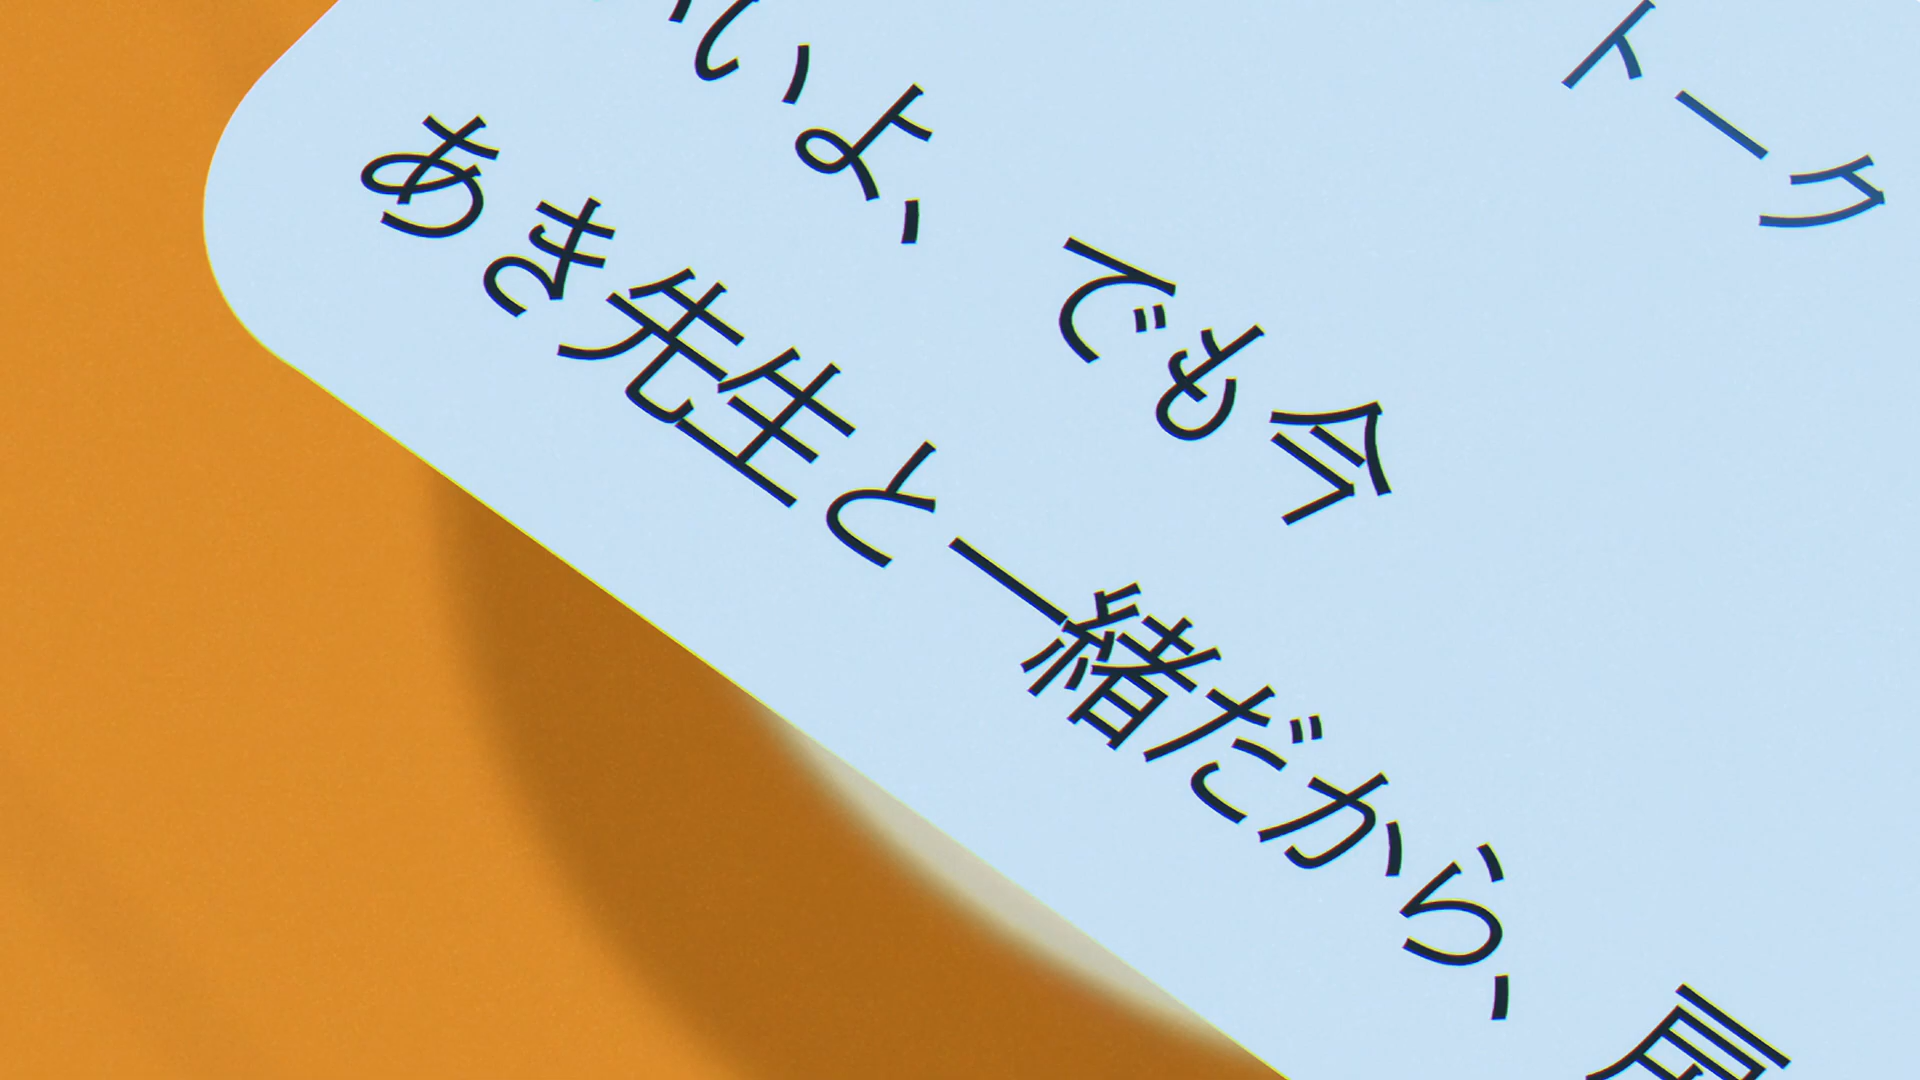 トーク
いよ、でも今
あき先生と一緒だから、